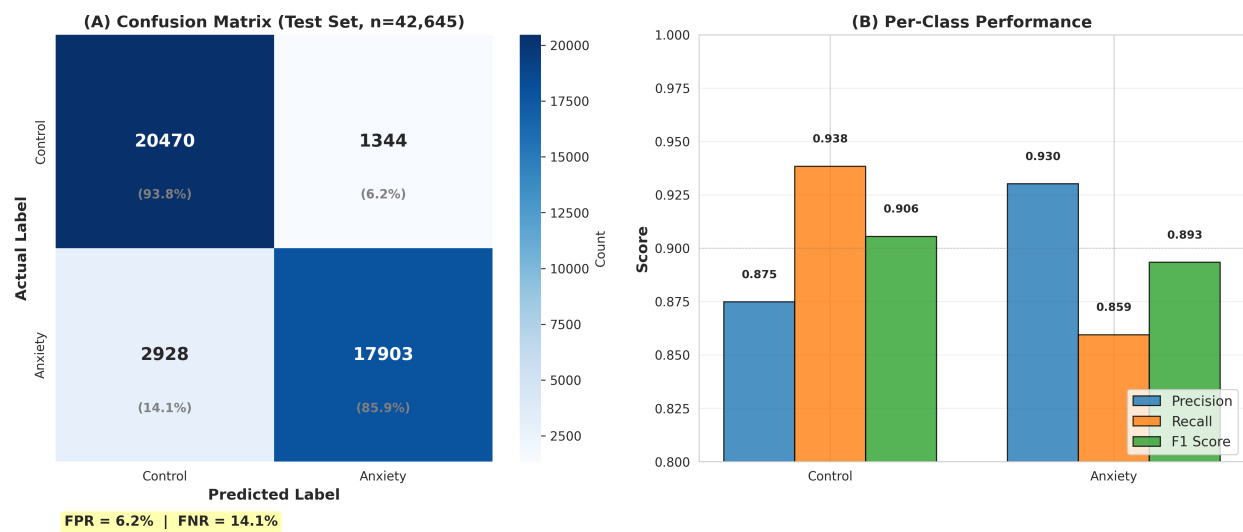 (A) Confusion Matrix (Test Set, n=42,645)
Actual Label
Control
Anxiety
20470
(93.8%)
1344
(6.2%)
2928
(14.1%)
17903
(85.9%)
Control
Anxiety
Predicted Label
FPR = 6.2% | FNR = 14.1%
20000
17500
15000
12500
10000
7500
5000
2500
Count
(B) Per-Class Performance
Score
1.000
0.975
0.950
0.925
0.900
0.875
0.850
0.825
0.800
0.875
0.938
0.906
0.930
0.859
0.893
Control
Anxiety
Precision
Recall
F1 Score